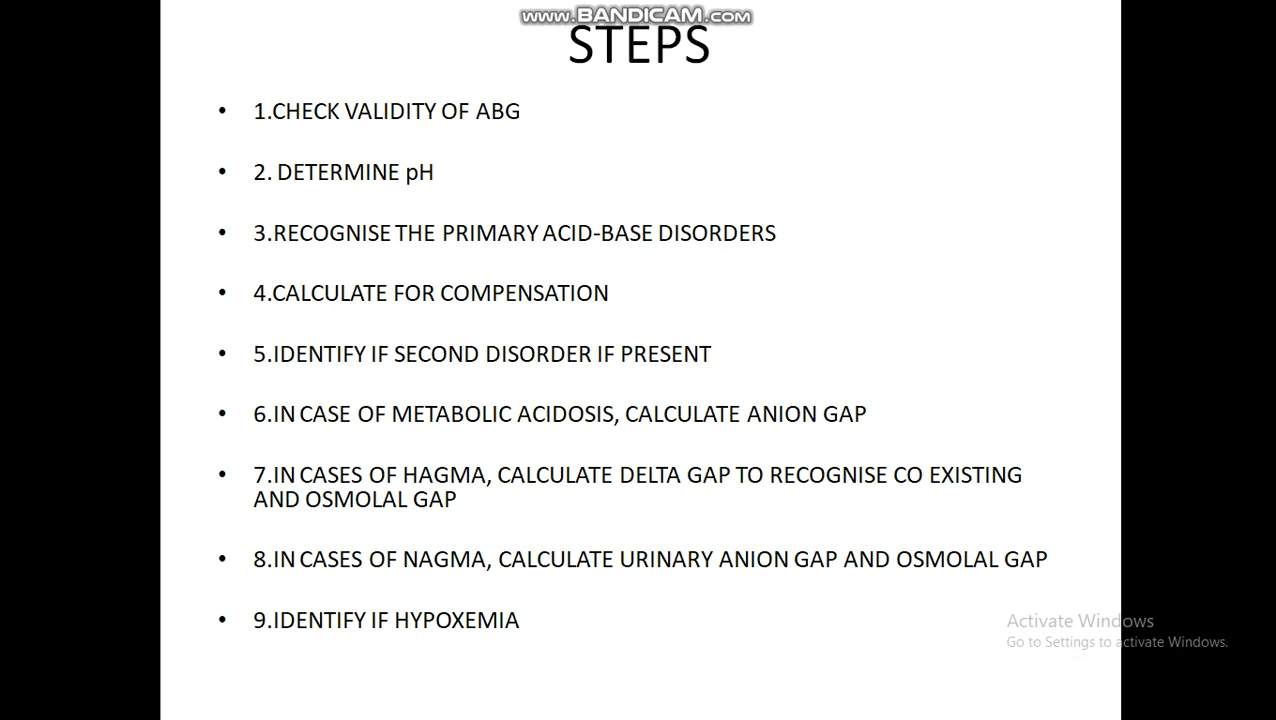 www.BANDICAM.com
STEPS
• 1.CHECK VALIDITY OF ABG
• 2. DETERMINE pH
• 3.RECOGNISE THE PRIMARY ACID-BASE DISORDERS
• 4.CALCULATE FOR COMPENSATION
• 5.IDENTIFY IF SECOND DISORDER IF PRESENT
• 6.IN CASE OF METABOLIC ACIDOSIS, CALCULATE ANION GAP
• 7.IN CASES OF HAGMA, CALCULATE DELTA GAP TO RECOGNISE CO EXISTING
AND OSMOLAL GAP
• 8.IN CASES OF NAGMA, CALCULATE URINARY ANION GAP AND OSMOLAL GAP
• 9.IDENTIFY IF HYPOXEMIA
Activate Windows
Go to Settings to activate Windows.